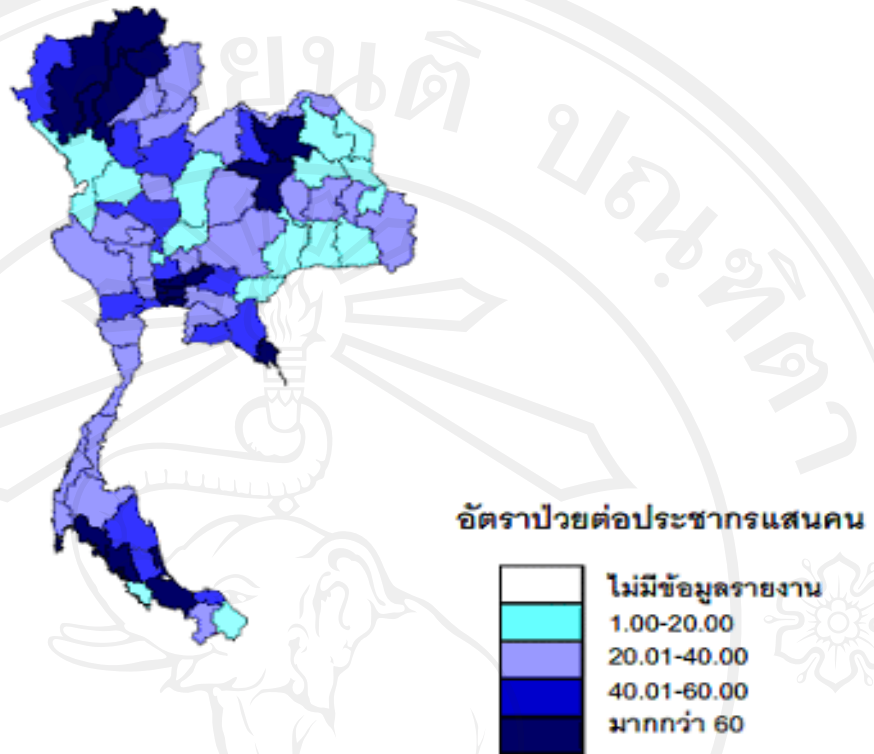 อัตราป่วยต่อประชากรแสนคน
ไม่มีข้อมูลรายงาน
1.00-20.00
20.01-40.00
40.01-60.00
มากกว่า 60